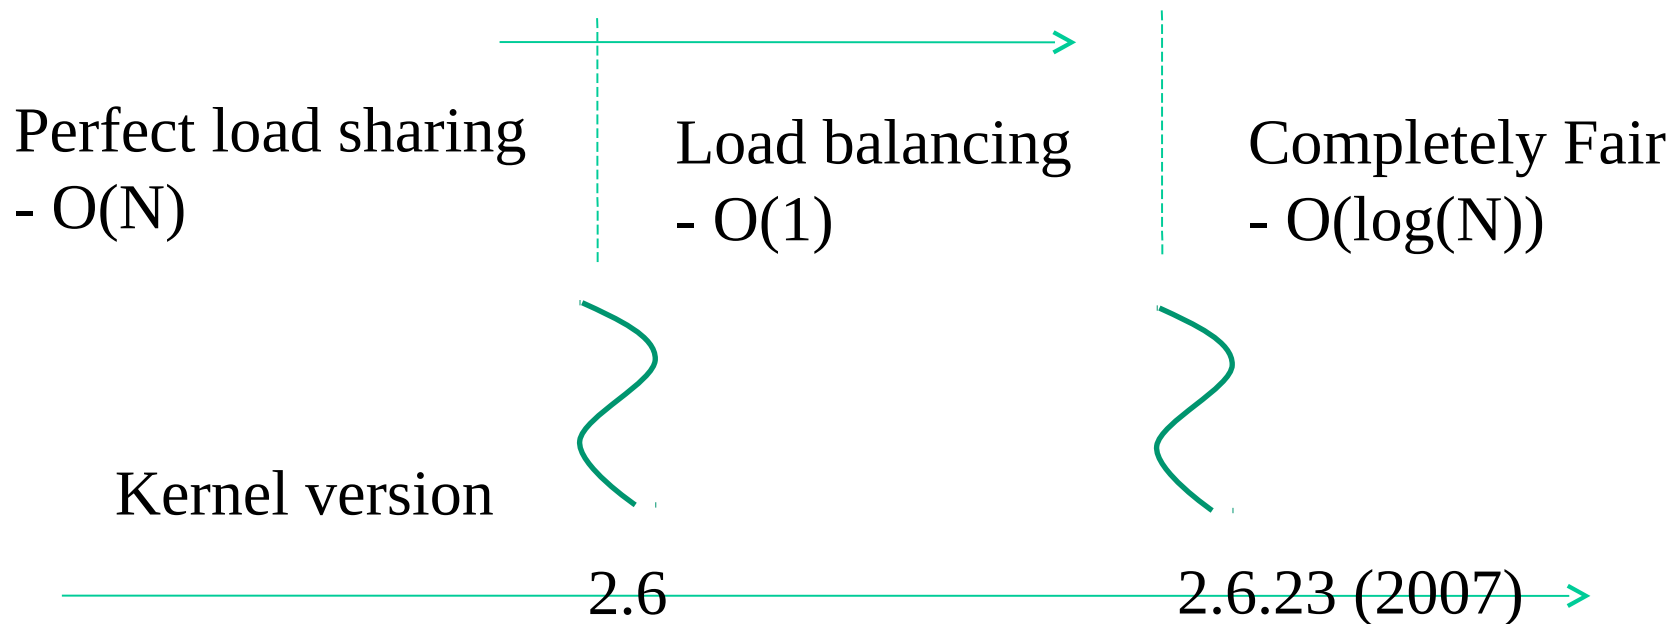 Perfect load sharing
- O(N)
Load balancing
- O(1)
Completely Fair
- O(log(N))
Kernel version
2.6
2.6.23 (2007)